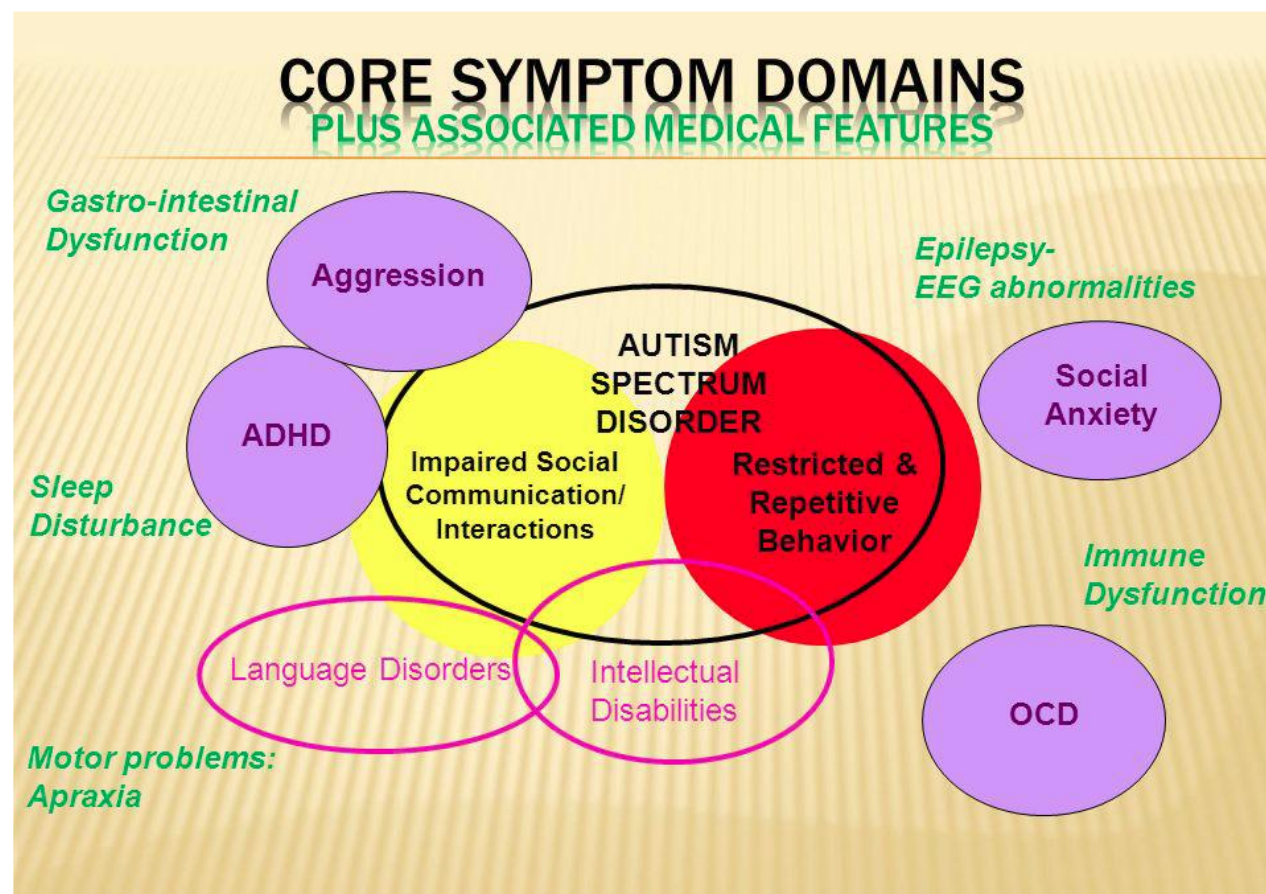 CORE SYMPTOM DOMAINS
PLUS ASSOCIATED MEDICAL FEATURES
Gastro-intestinal
Dysfunction
Aggression
Epilepsy-
EEG abnormalities
AUTISM
SPECTRUM
DISORDER
Social
Anxiety
ADHD
Impaired Social
Communication/
Interactions
Restricted &
Repetitive
Behavior
Sleep
Disturbance
Immune
Dysfunction
Language Disorders
Intellectual
Disabilities
OCD
Motor problems:
Apraxia